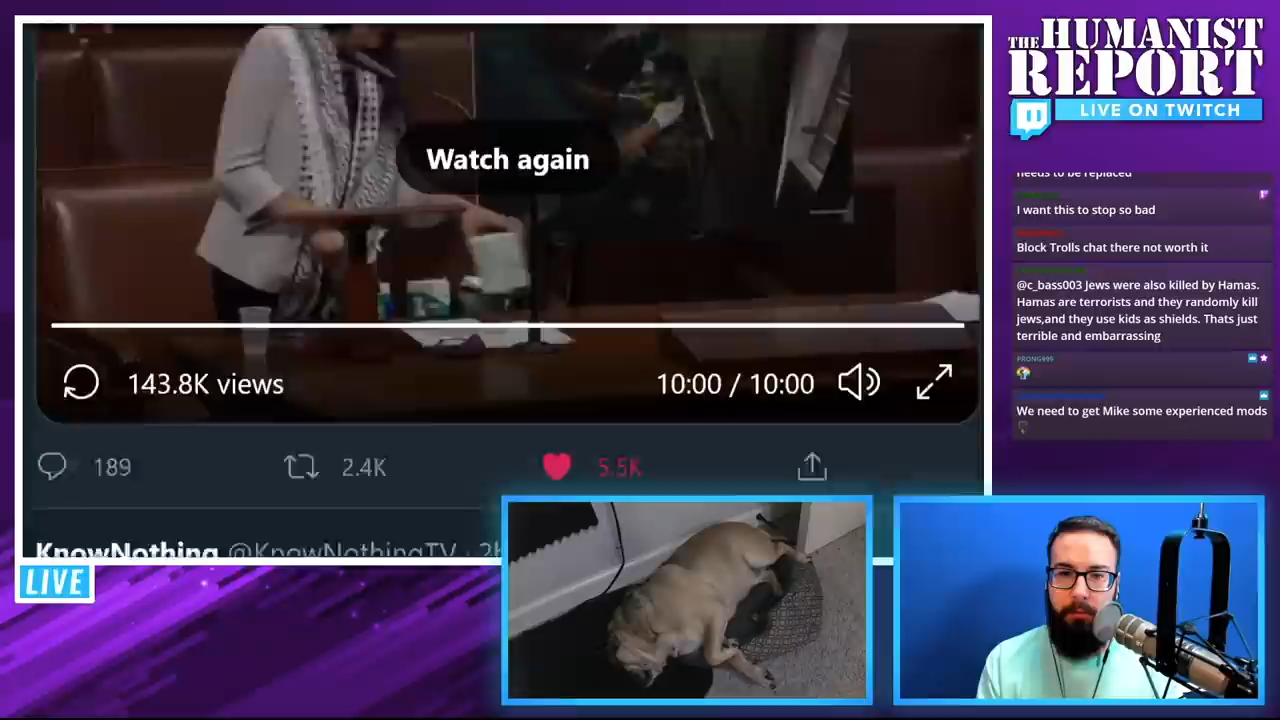 THE HUMANIST
REPORT
LIVE ON TWITCH
Watch again
needs to be replaced
I want this to stop so bad
Block Trolls chat there not worth it
@c_bass003 Jews were also killed by Hamas.
Hamas are terrorists and they randomly kill
jews,and they use kids as shields. Thats just
terrible and embarrassing
PRONG995
We need to get Mike some experienced mods
143.8K views
10:00 / 10:00
189
2.4K
5.5K
KnowNothing @KnowNothingTV
LIVE